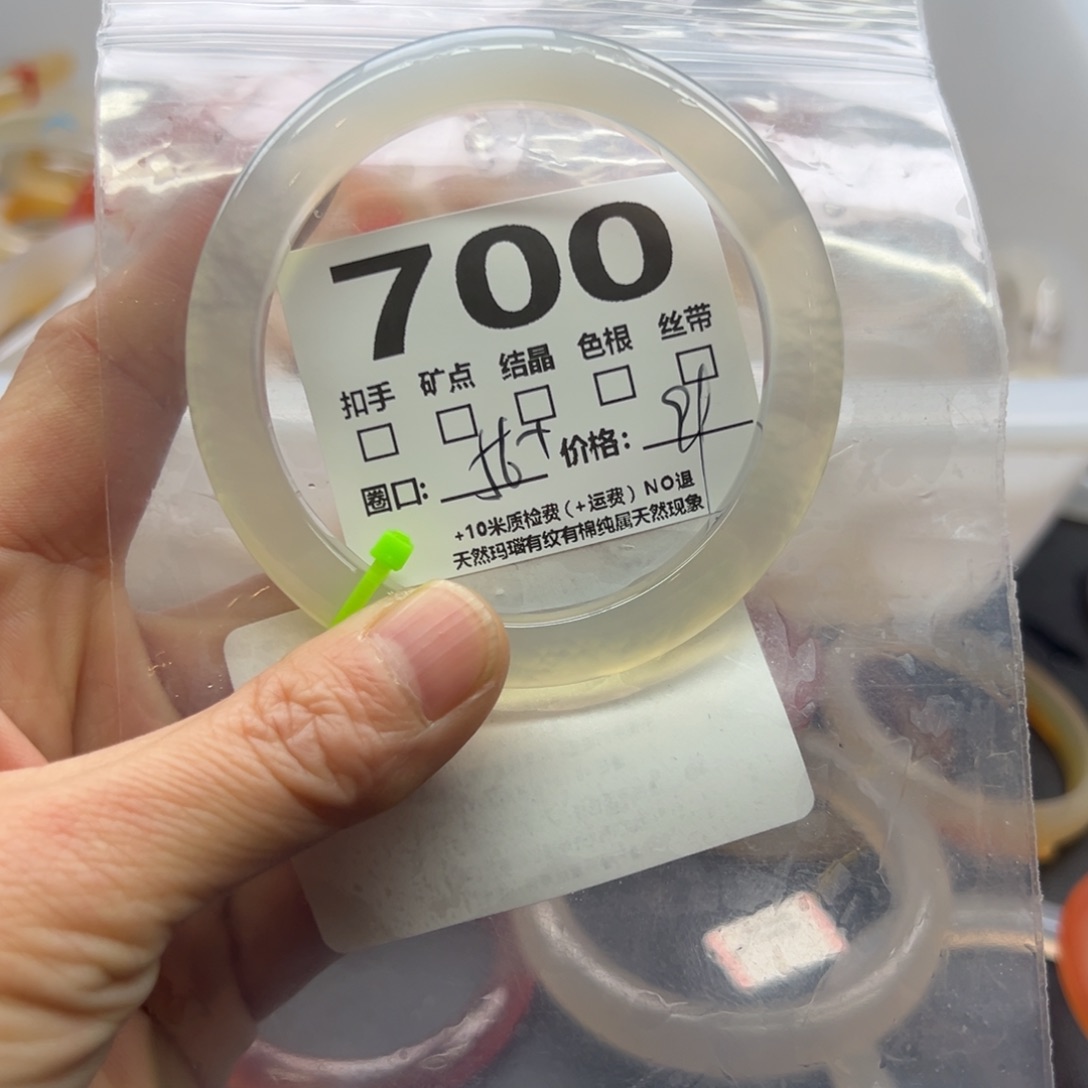 700
扣手 矿点 结晶 色根 丝带
圈口: 56 价格:
+10米质检费(+运费)NO退
天然玛瑙有纹有棉纯属天然现象